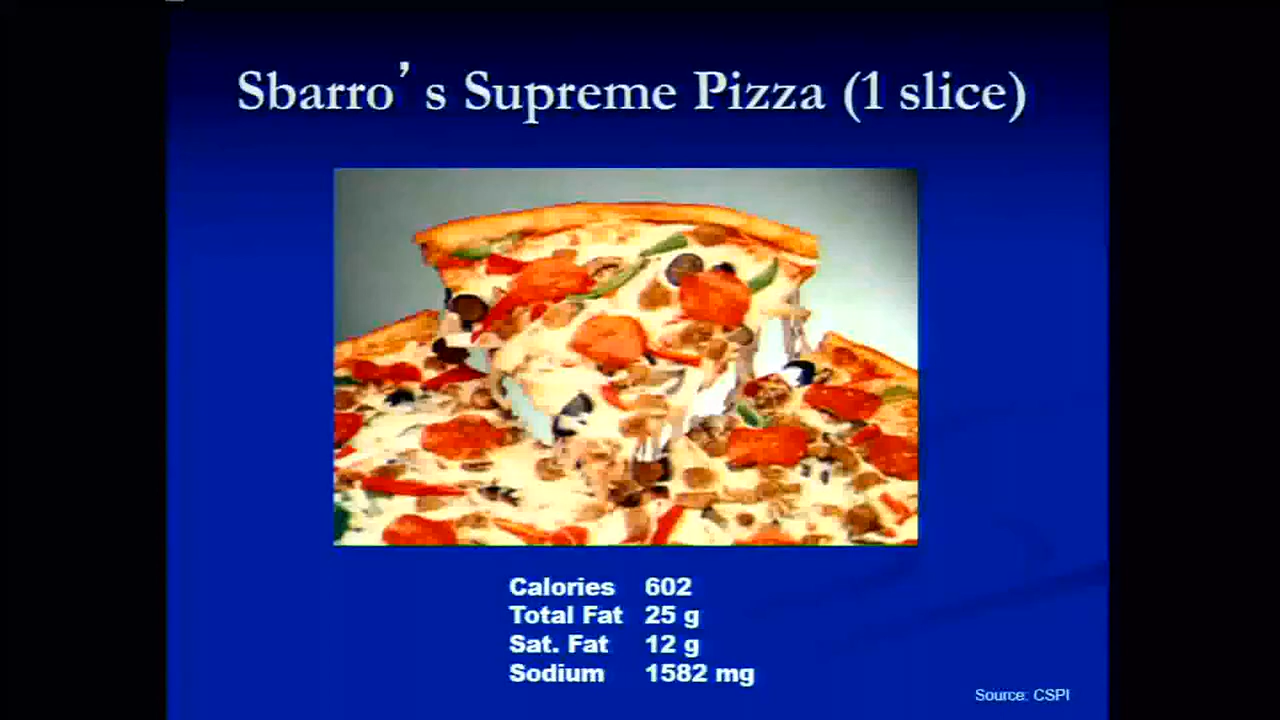 Sbarro’s Supreme Pizza (1 slice)
Calories 602
Total Fat 25 g
Sat. Fat 12 g
Sodium 1582 mg
Source: CSPI